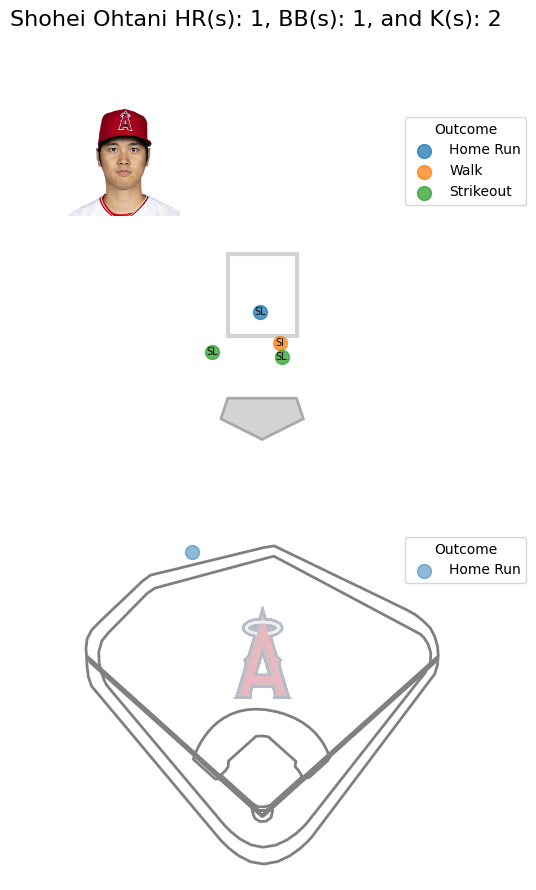 Shohei Ohtani HR(s): 1, BB(s): 1, and K(s): 2
A
Outcome
Home Run
Walk
Strikeout
SL
SI
SL
SL
Outcome
Home Run
A